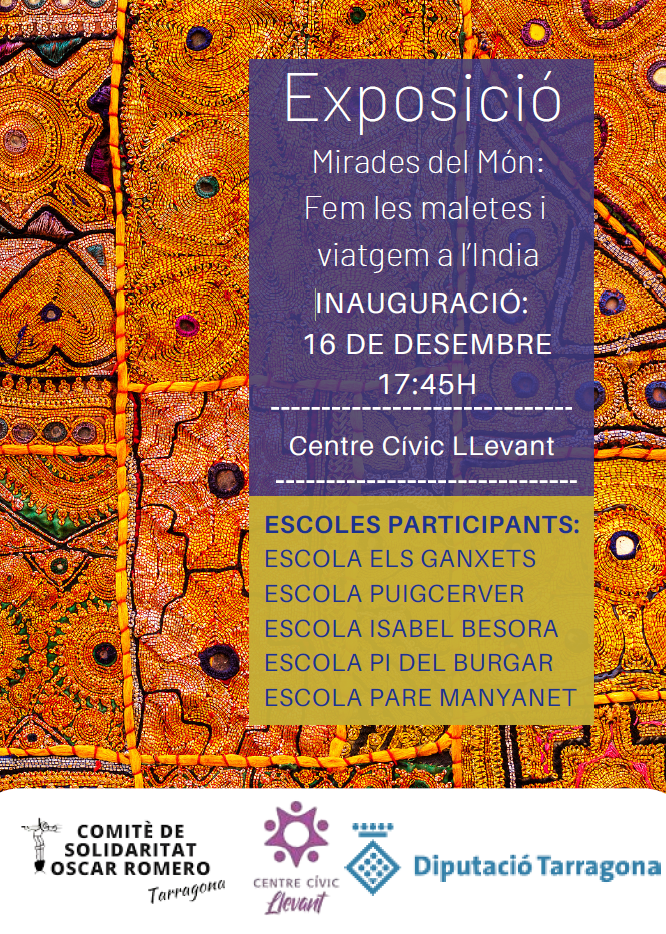 Exposició
Mirades del Món:
Fem les maletes i
viatgem a l'India
INAUGURACIÓ:
16 DE DESEMBRE
17:45H
------------------------------
Centre Cívic LLevant
------------------------------
ESCOLES PARTICIPANTS:
ESCOLA ELS GANXETS
ESCOLA PUIGCERVER
ESCOLA ISABEL BESORA
ESCOLA PI DEL BURGAR
ESCOLA PARE MANYANET
COMITÈ DE
SOLIDARITAT
OSCAR ROMERO
Tarragona
CENTRE CÍVIC
Llevant
Diputació Tarragona